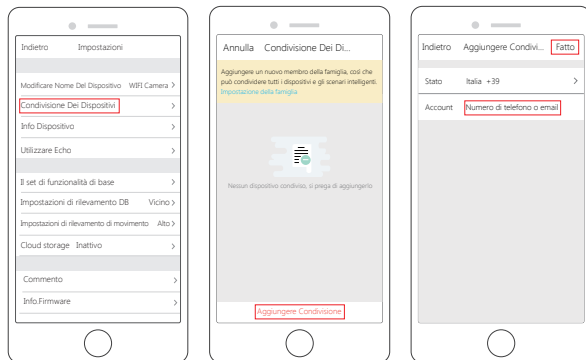 Indietro Impostazioni
Modificare Nome Del Dispositivo WIFI Camera >
Condivisione Dei Dispositivi >
Info Dispositivo >
Utilizzare Echo >
Il set di funzionalità di base >
Impostazioni di rilevamento DB Vicino >
Impostazioni di rilevamento di movimento Alto >
Cloud storage Inattivo >
Commento >
Info.Firmware >
Annulla Condivisione Dei Di...
Aggiungere un nuovo membro della famiglia, così che
può condividere tutti i dispositivi e gli scenari intelligenti.
Impostazione della famiglia
Nessun dispositivo condiviso, si prega di aggiungerlo
Aggiungere Condivisione
Indietro Aggiungere Condivi... Fatto
Stato Italia +39 >
Account Numero di telefono o email